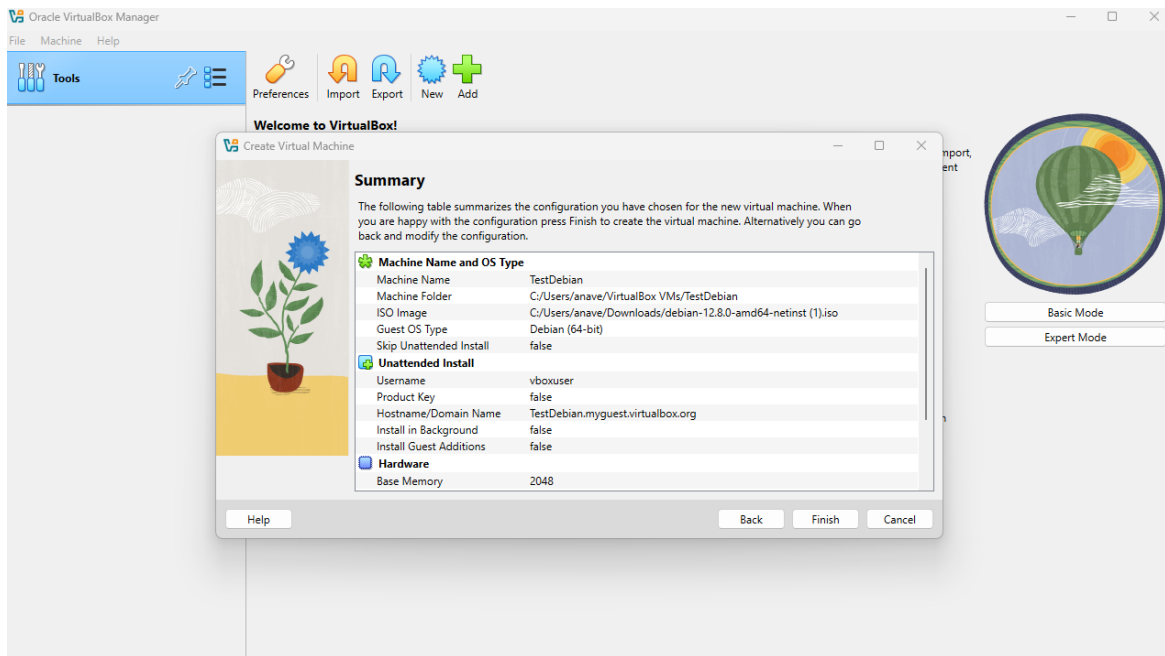 Oracle VirtualBox Manager
File Machine Help
Tools
Preferences Import Export New Add
Welcome to VirtualBox!
Create Virtual Machine
mport,
ent
Summary
The following table summarizes the configuration you have chosen for the new virtual machine. When
you are happy with the configuration press Finish to create the virtual machine. Alternatively you can go
back and modify the configuration.
Machine Name and OS Type
Machine Name TestDebian
Machine Folder C:/Users/anave/VirtualBox VMs/TestDebian
ISO Image C:/Users/anave/Downloads/debian-12.8.0-amd64-netinst (1).iso
Guest OS Type Debian (64-bit)
Skip Unattended Install false
Unattended Install
Username vboxuser
Product Key false
Hostname/Domain Name TestDebian.myguest.virtualbox.org
Install in Background false
Install Guest Additions false
Hardware
Base Memory 2048
Help Back Finish Cancel
Basic Mode
Expert Mode